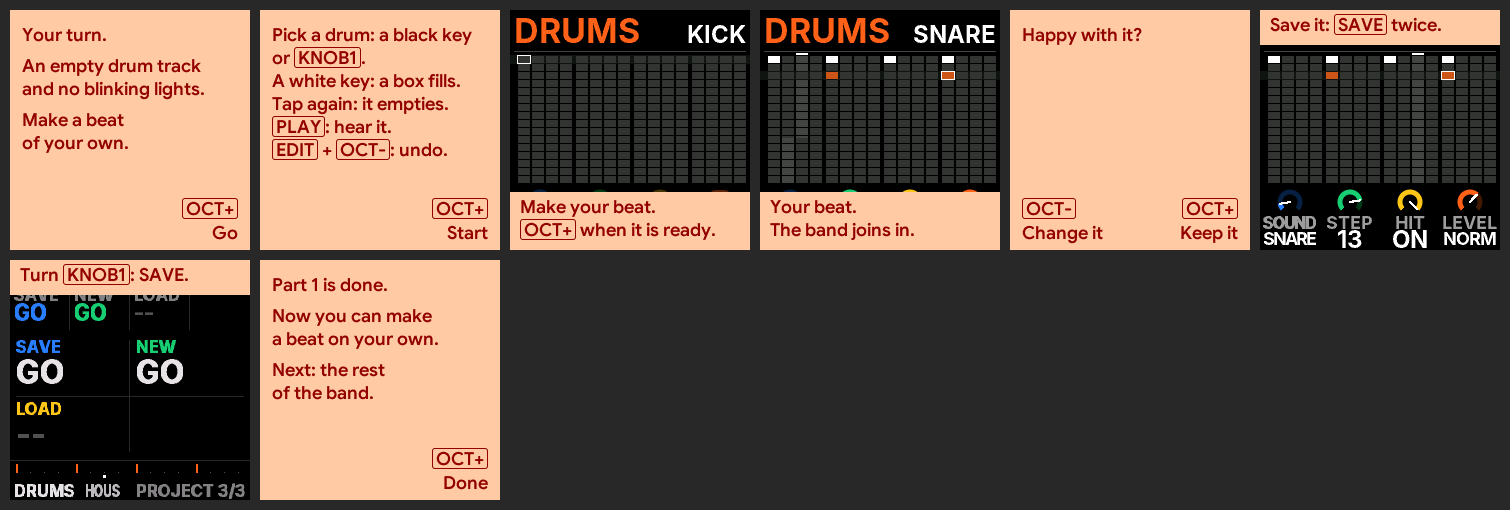 Your turn.
An empty drum track
and no blinking lights.
Make a beat
of your own.
OCT+
Go
Pick a drum: a black key
or KNOB1.
A white key: a box fills.
Tap again: it empties.
PLAY: hear it.
EDIT + OCT-: undo.
OCT+
Start
DRUMS KICK
Make your beat.
OCT+ when it is ready.
DRUMS SNARE
Your beat.
The band joins in.
Happy with it?
OCT- OCT+
Change it Keep it
Save it: SAVE twice.
SOUND STEP HIT LEVEL
SNARE 13 ON NORM
Turn KNOB1: SAVE.
SAVE NEW LOAD
GO GO --
SAVE NEW
GO GO
LOAD
--
DRUMS HOUS PROJECT 3/3
Part 1 is done.
Now you can make
a beat on your own.
Next: the rest
of the band.
OCT+
Done